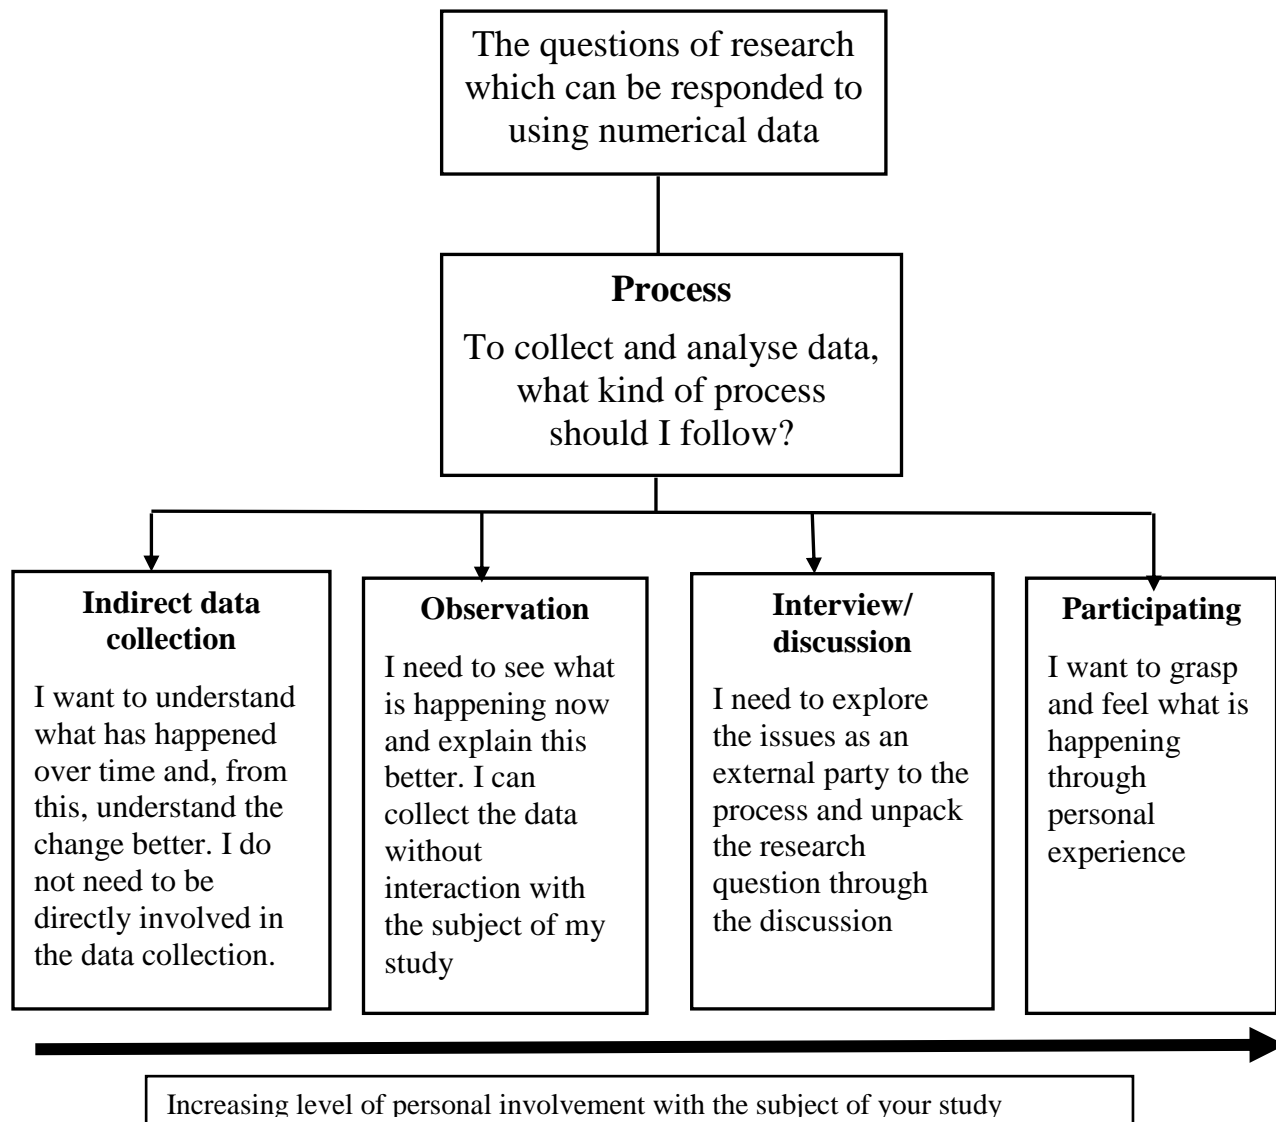 The questions of research
which can be responded to
using numerical data
Process
To collect and analyse data,
what kind of process
should I follow?
Indirect data
collection
I want to understand
what has happened
over time and, from
this, understand the
change better. I do
not need to be
directly involved in
the data collection.
Observation
I need to see what
is happening now
and explain this
better. I can
collect the data
without
interaction with
the subject of my
study
Interview/
discussion
I need to explore
the issues as an
external party to the
process and unpack
the research
question through
the discussion
Participating
I want to grasp
and feel what is
happening
through
personal
experience
Increasing level of personal involvement with the subject of your study